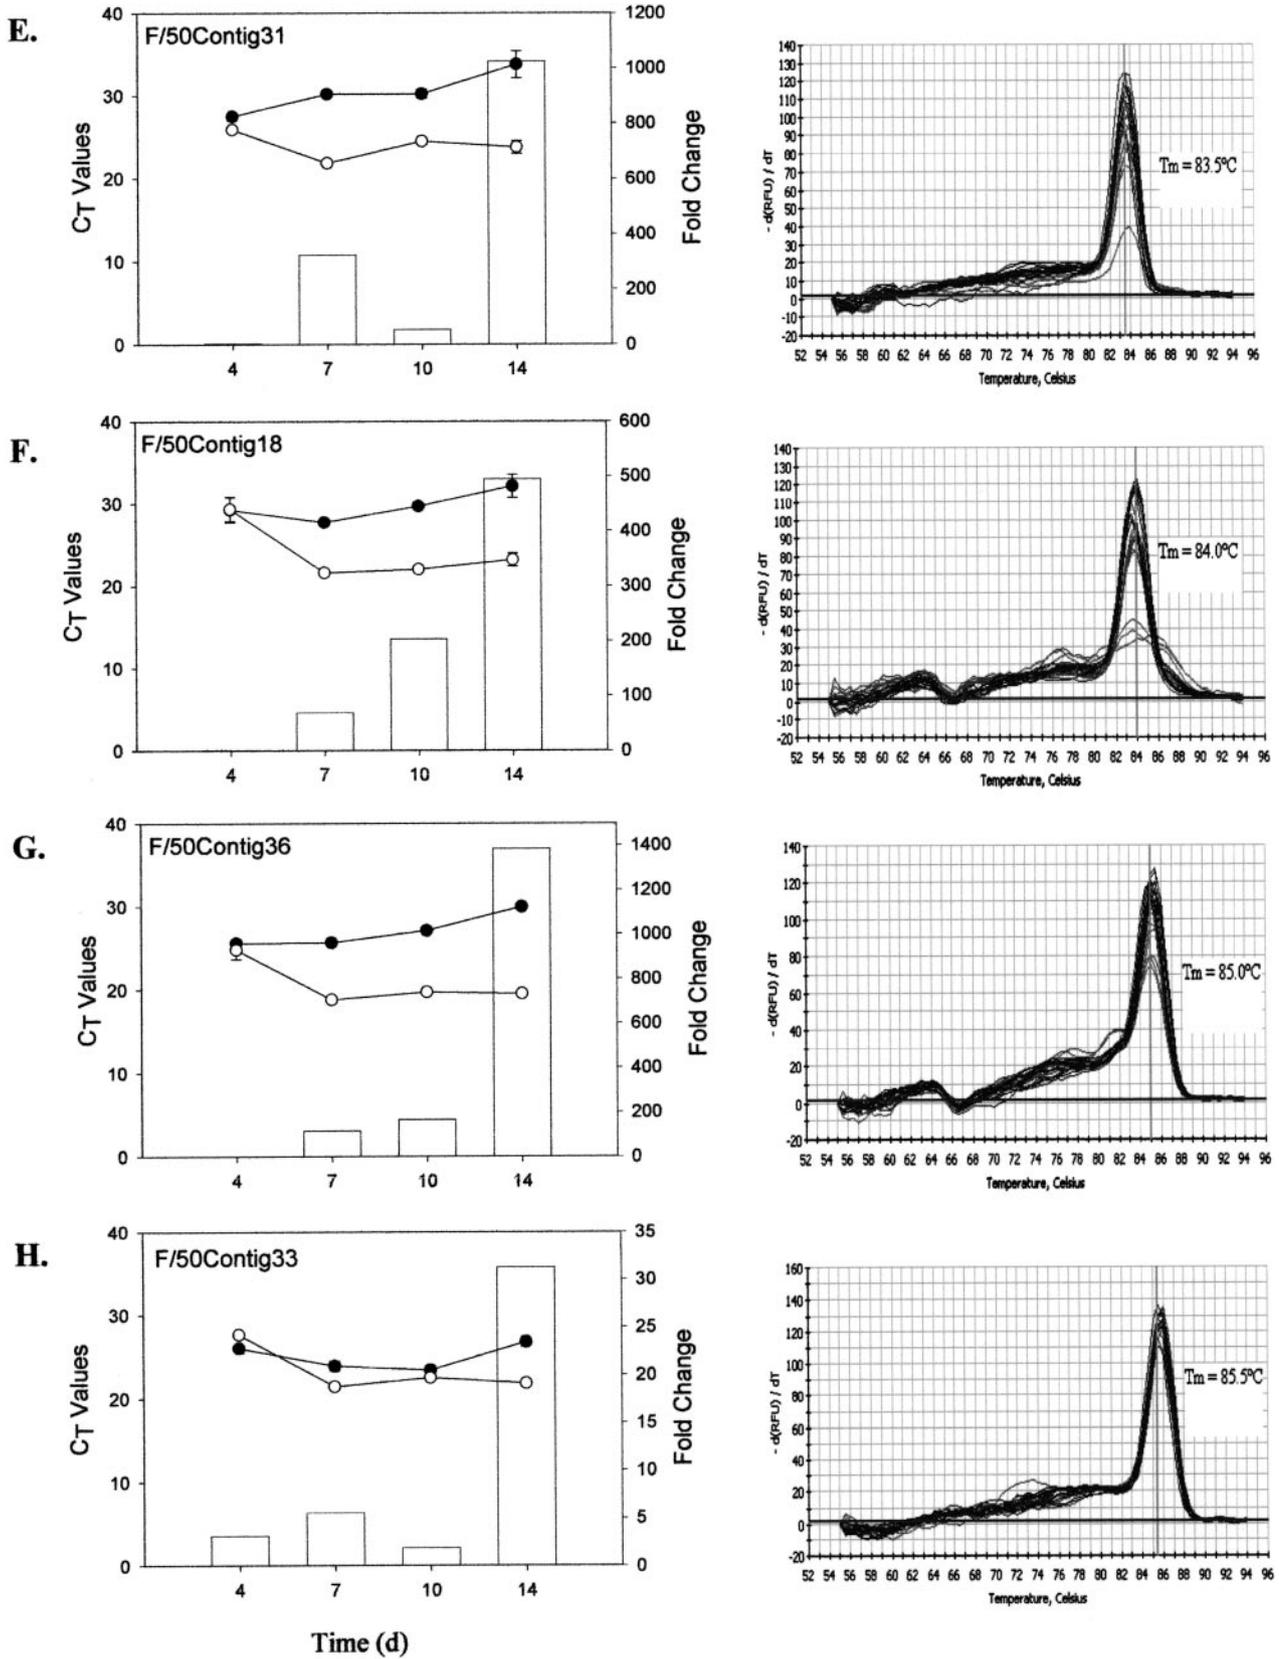 E.
F/50Contig31
40
30
20
10
0
CT Values
1200
1000
800
600
400
200
0
Fold Change
4 7 10 14
140
130
120
110
100
90
80
70
60
50
40
30
20
10
0
-10
-20
- d(RFU) / dT
Tm = 83.5ºC
52 54 56 58 60 62 64 66 68 70 72 74 76 78 80 82 84 86 88 90 92 94 96
Temperature, Celsius
F.
F/50Contig18
40
30
20
10
0
CT Values
600
500
400
300
200
100
0
Fold Change
4 7 10 14
140
130
120
110
100
90
80
70
60
50
40
30
20
10
0
-10
-20
- d(RFU) / dT
Tm = 84.0ºC
52 54 56 58 60 62 64 66 68 70 72 74 76 78 80 82 84 86 88 90 92 94 96
Temperature, Celsius
G.
F/50Contig36
40
30
20
10
0
CT Values
1400
1200
1000
800
600
400
200
0
Fold Change
4 7 10 14
140
120
100
80
60
40
20
0
-20
- d(RFU) / dT
Tm = 85.0ºC
52 54 56 58 60 62 64 66 68 70 72 74 76 78 80 82 84 86 88 90 92 94 96
Temperature, Celsius
H.
F/50Contig33
40
30
20
10
0
CT Values
35
30
25
20
15
10
5
0
Fold Change
4 7 10 14
160
140
120
100
80
60
40
20
0
-20
- d(RFU) / dT
Tm = 85.5ºC
52 54 56 58 60 62 64 66 68 70 72 74 76 78 80 82 84 86 88 90 92 94 96
Temperature, Celsius
Time (d)